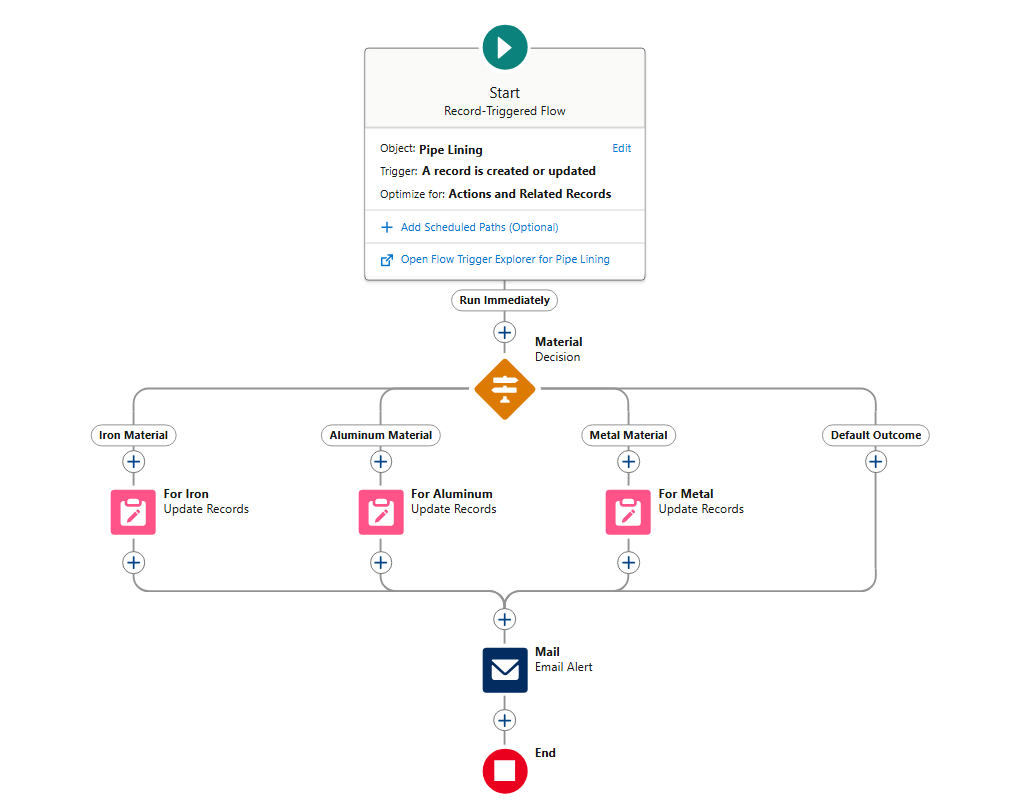 Start
Record-Triggered Flow
Object: Pipe Lining Edit
Trigger: A record is created or updated
Optimize for: Actions and Related Records
Add Scheduled Paths (Optional)
Open Flow Trigger Explorer for Pipe Lining
Run Immediately
Material
Decision
Iron Material
Aluminum Material
Metal Material
Default Outcome
For Iron
Update Records
For Aluminum
Update Records
For Metal
Update Records
Mail
Email Alert
End